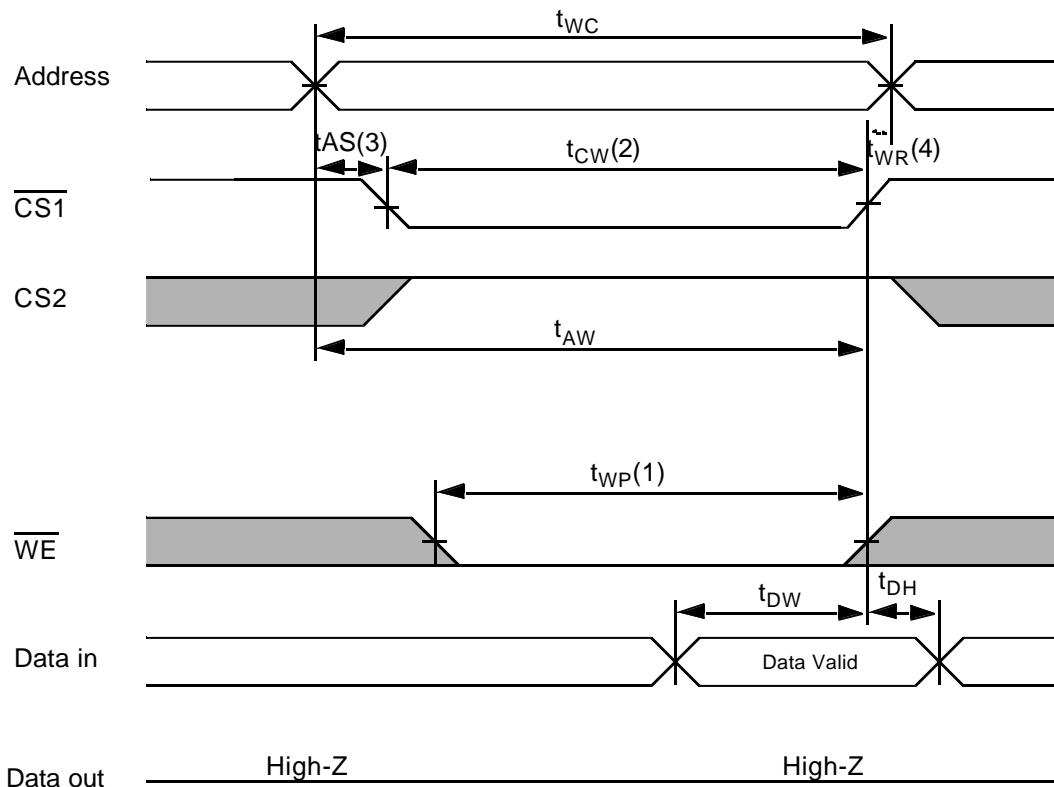 tWC
Address
tAS(3)
tCW(2)
tWR(4)
CS1
CS2
tAW
tWP(1)
WE
tDH
tDW
Data in
Data Valid
High-Z
High-Z
Data out